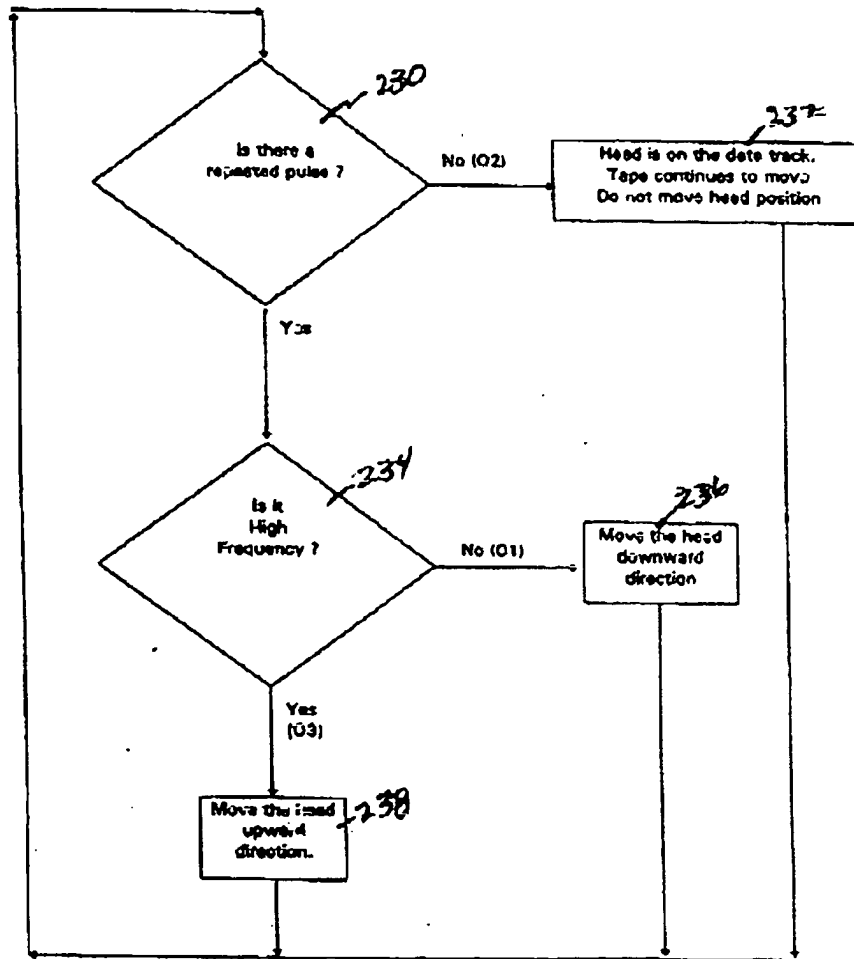 230
Is there a
repeated pulse ?
No (O2)
232
Head is on the data track.
Tape continues to move
Do not move head position
Yes
234
Is it
High
Frequency ?
No (O1)
236
Move the head
downward
direction
Yes
(O3)
238
Move the head
upward
direction.